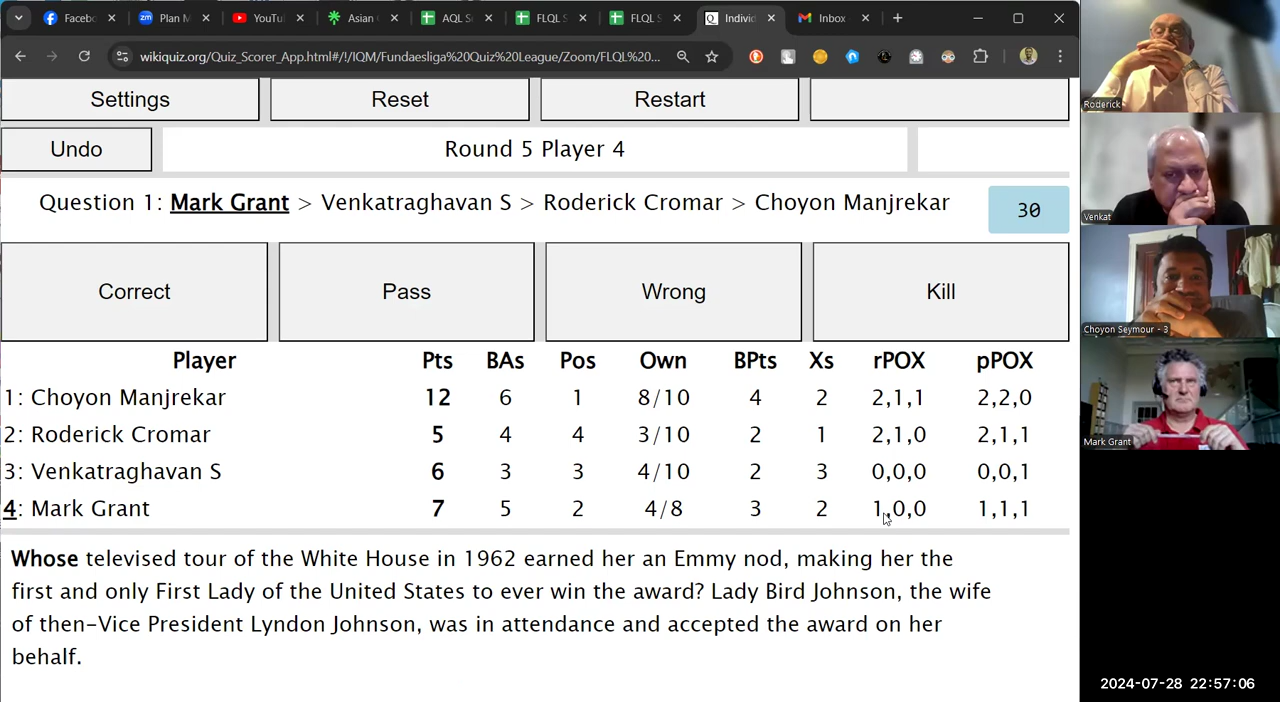 Facebo
Plan M
YouTu
Asian
AQL S
FLQL S
FLQL S
Indivi
Inbox
wikiquiz.org/Quiz_Scorer_App.html#/!/IQM/Fundaesliga%20Quiz%20League/Zoom/FLQL%20...
Settings Reset Restart
Undo Round 5 Player 4
Question 1: Mark Grant > Venkatraghavan S > Roderick Cromar > Choyon Manjrekar 30
Correct Pass Wrong Kill
Player Pts BAs Pos Own BPts Xs rPOX pPOX
1: Choyon Manjrekar 12 6 1 8/10 4 2 2,1,1 2,2,0
2: Roderick Cromar 5 4 4 3/10 2 1 2,1,0 2,1,1
3: Venkatraghavan S 6 3 3 4/10 2 3 0,0,0 0,0,1
4: Mark Grant 7 5 2 4/8 3 2 1,0,0 1,1,1
Whose televised tour of the White House in 1962 earned her an Emmy nod, making her the
first and only First Lady of the United States to ever win the award? Lady Bird Johnson, the wife
of then-Vice President Lyndon Johnson, was in attendance and accepted the award on her
behalf.
Roderick
Venkat
Choyon Seymour - 3
Mark Grant
2024-07-28 22:57:06